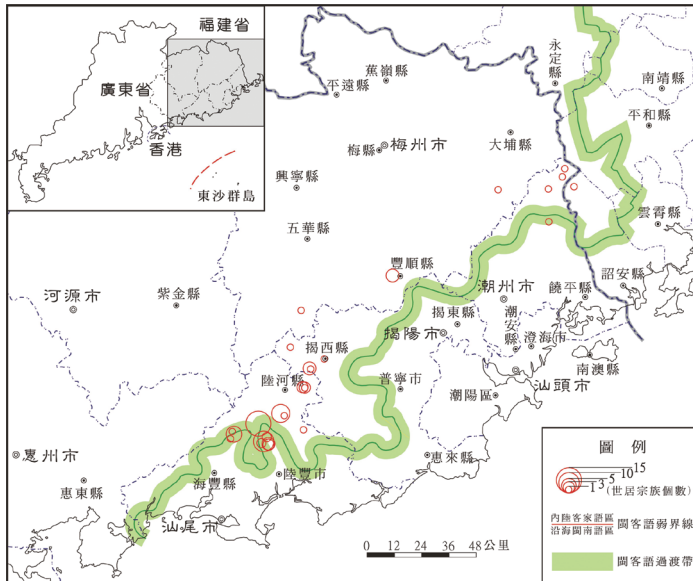 福建省
廣東省
香港
東沙群島
永定縣
南靖縣
平和縣
蕉嶺縣
平遠縣
大埔縣
梅州市
梅縣
興寧縣
雲霄縣
五華縣
豐順縣
詔安縣
饒平縣
潮州市
紫金縣
河源市
揭東縣
潮安縣
揭陽市
澄海市
揭西縣
南澳縣
汕頭市
陸河縣
普寧市
潮陽區
惠州市
惠來縣
陸豐市
海豐縣
惠東縣
汕尾市
0 12 24 36 48 公里
圖例
15
10
5
3
1
(世居宗族個數)
內陸客家語區
沿海閩南語區
閩客語弱界線
閩客語過渡帶